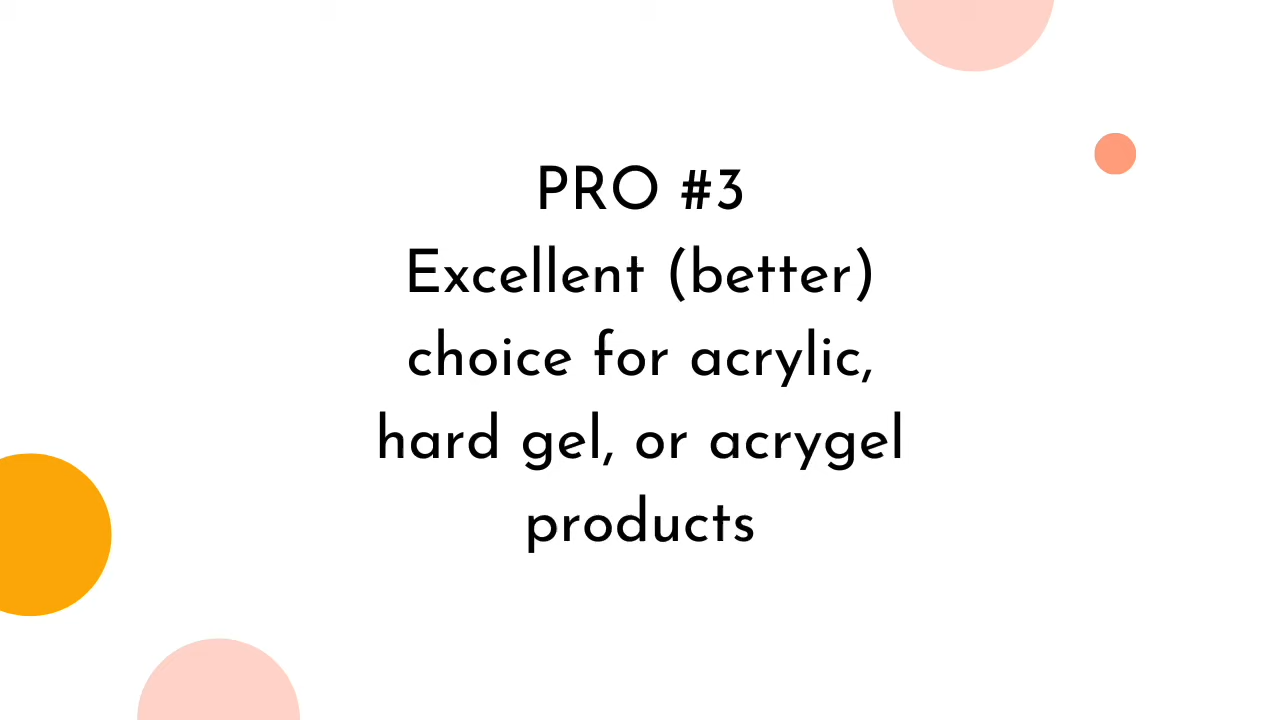 PRO #3
Excellent (better)
choice for acrylic,
hard gel, or acrygel
products